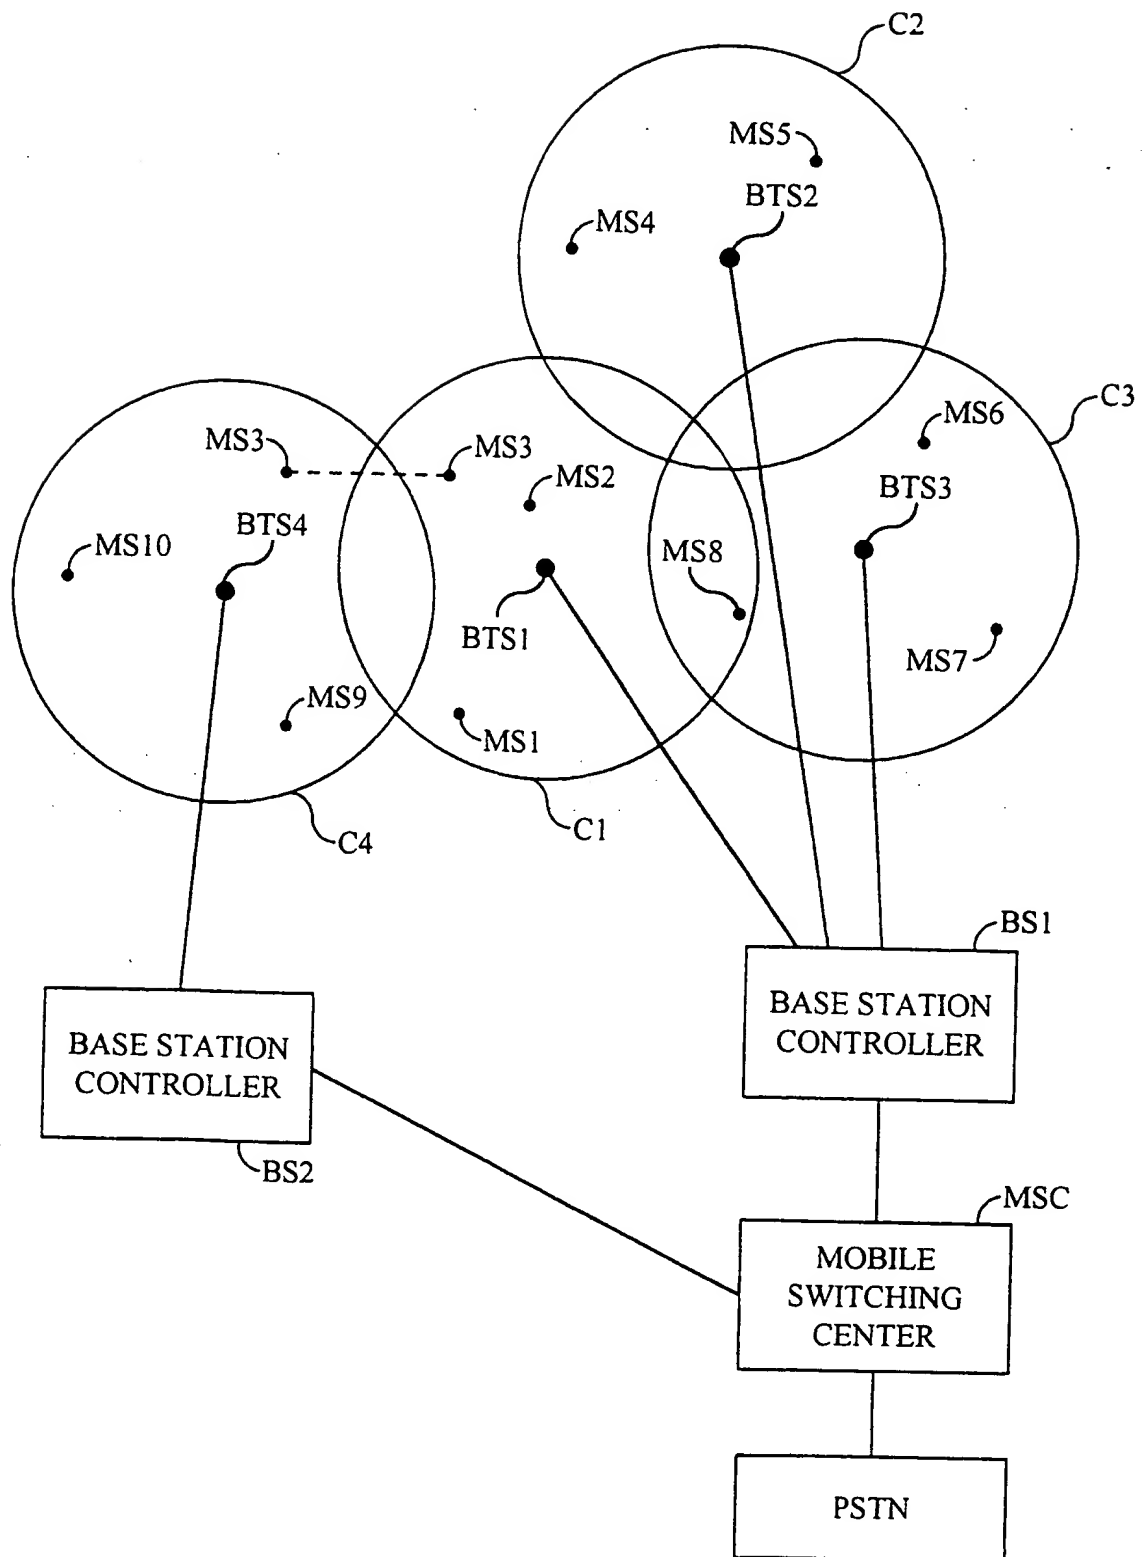 C2
MS5
BTS2
MS4
C3
MS6
MS3
MS3
MS2
BTS3
BTS4
MS10
MS8
BTS1
MS7
MS9
MS1
C1
C4
BS1
BASE STATION
CONTROLLER
BASE STATION
CONTROLLER
BS2
MSC
MOBILE
SWITCHING
CENTER
PSTN